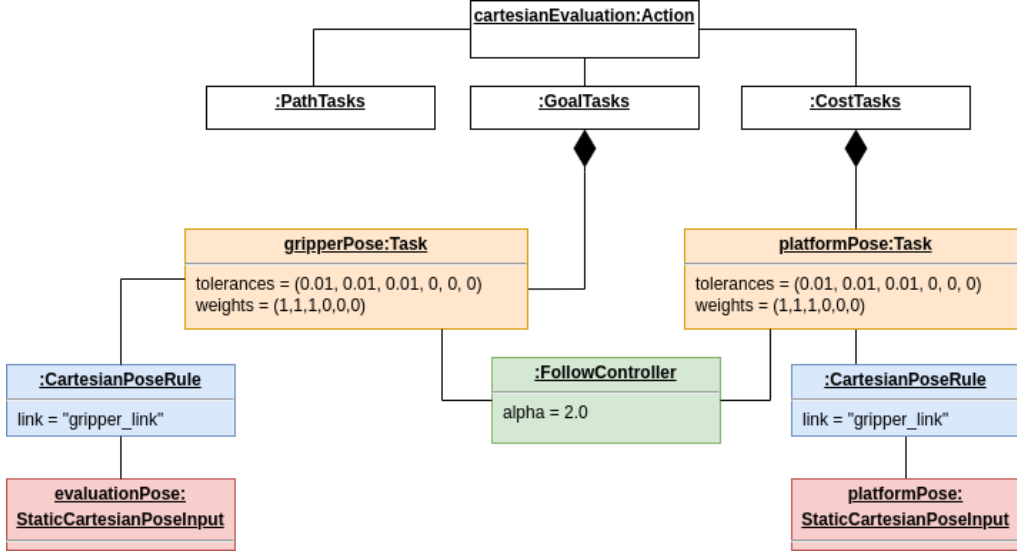 cartesianEvaluation:Action
:PathTasks
:GoalTasks
:CostTasks
gripperPose:Task
tolerances = (0.01, 0.01, 0.01, 0, 0, 0)
weights = (1,1,1,0,0,0)
platformPose:Task
tolerances = (0.01, 0.01, 0.01, 0, 0, 0)
weights = (1,1,1,0,0,0)
:CartesianPoseRule
link = "gripper_link"
:FollowController
alpha = 2.0
:CartesianPoseRule
link = "gripper_link"
evaluationPose:
StaticCartesianPoseInput
platformPose:
StaticCartesianPoseInput